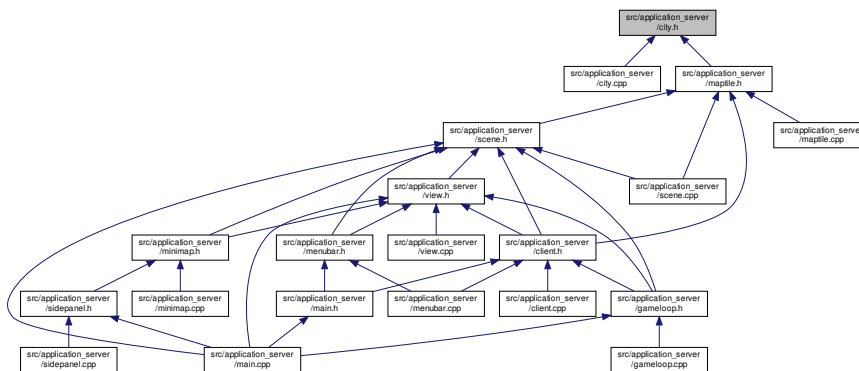 src/application_server
/city.h
src/application_server
/city.cpp
src/application_server
/maptile.h
src/application_server
/scene.h
src/application_serve
/maptile.cpp
src/application_server
/view.h
src/application_server
/scene.cpp
src/application_server
/minimap.h
src/application_server
/menubar.h
src/application_server
/view.cpp
src/application_server
/client.h
src/application_server
/sidepanel.h
src/application_server
/minimap.cpp
src/application_server
/main.h
src/application_server
/menubar.cpp
src/application_server
/client.cpp
src/application_server
/gameloop.h
src/application_server
/sidepanel.cpp
src/application_server
/main.cpp
src/application_server
/gameloop.cpp